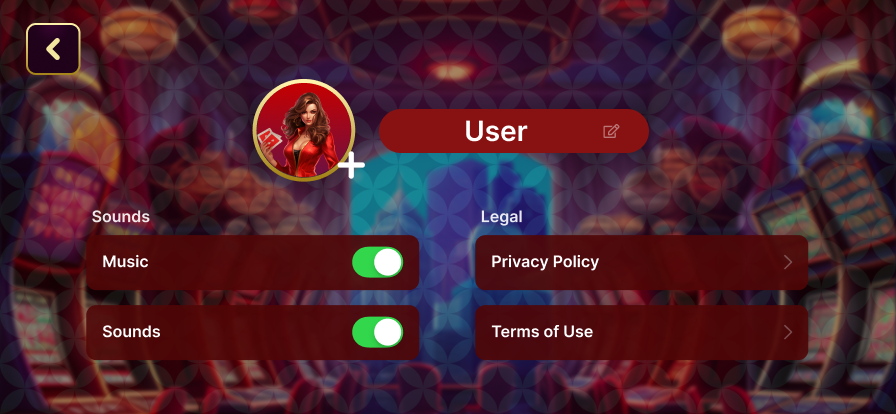 User
Sounds
Music
Sounds
Legal
Privacy Policy
Terms of Use